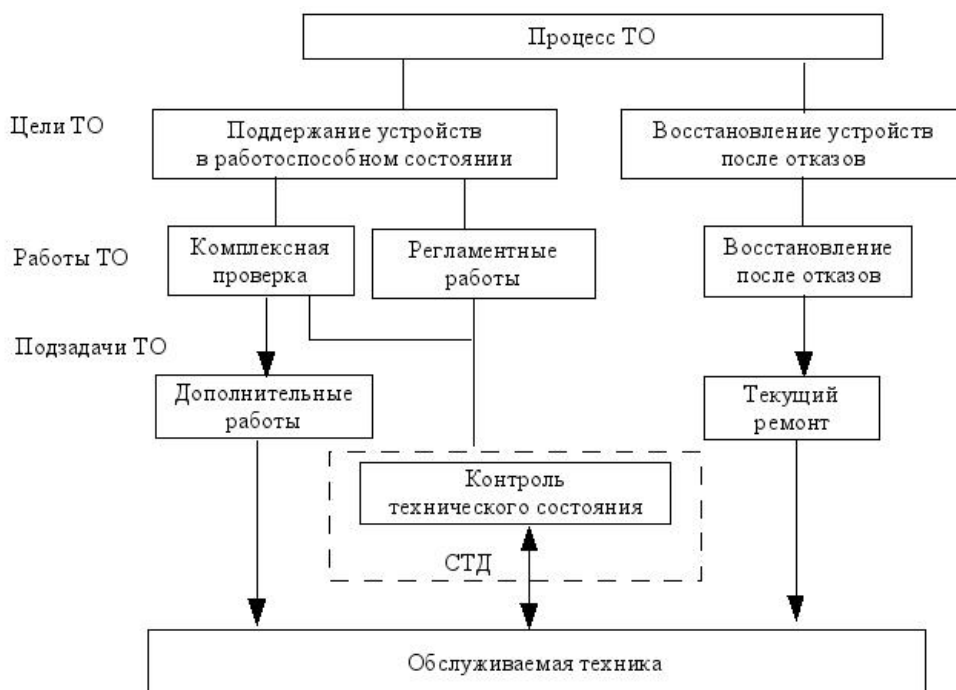 Процесс ТО
Цели ТО
Поддержание устройств
в работоспособном состоянии
Восстановление устройств
после отказов
Работы ТО
Комплексная
проверка
Регламентные
работы
Восстановление
после отказов
Подзадачи ТО
Дополнительные
работы
Текущий
ремонт
Контроль
технического состояния
СТД
Обслуживаемая техника